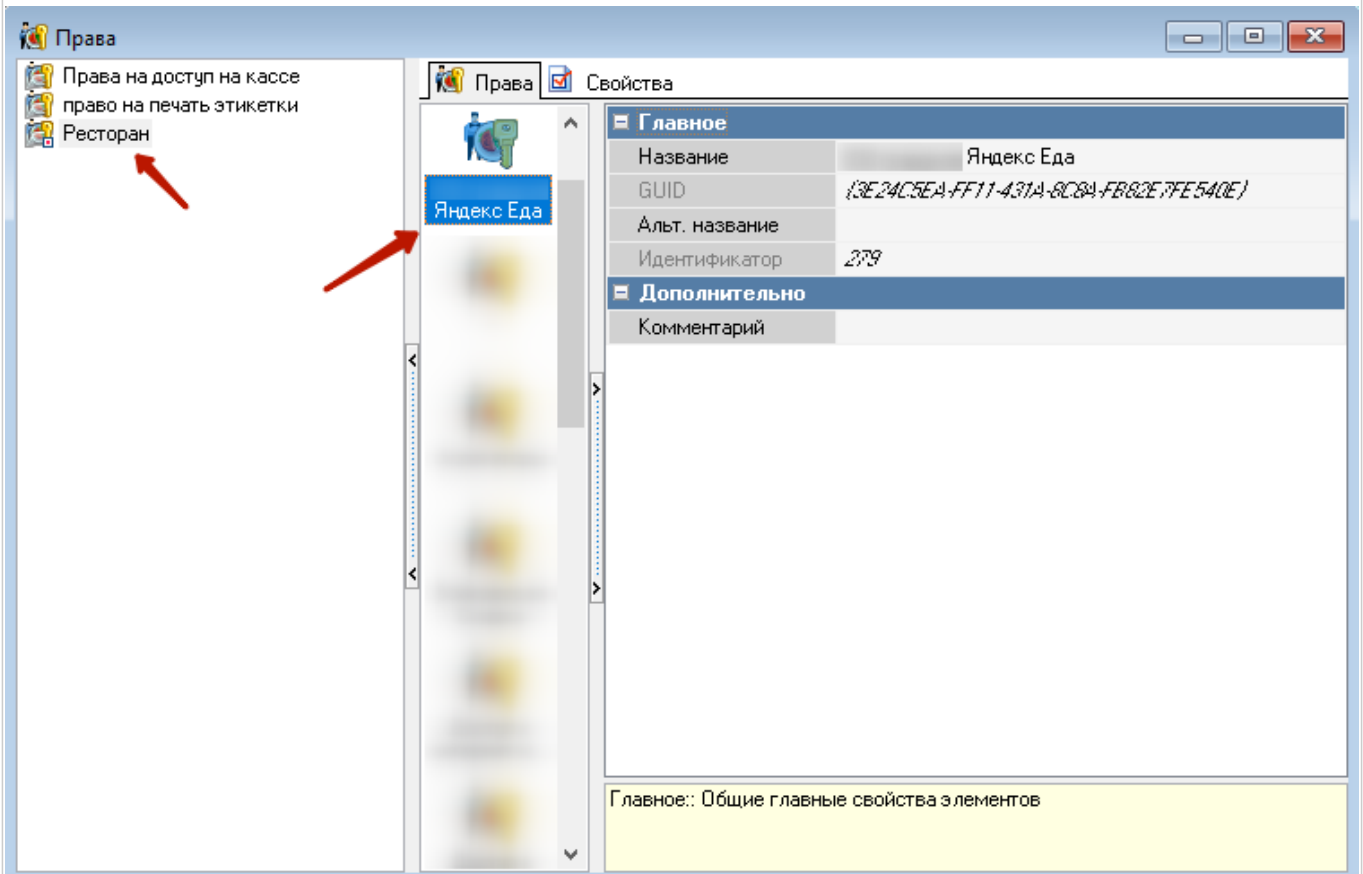 Права
Права на доступ на кассе
право на печать этикетки
Ресторан
Права
Свойства
Яндекс Еда
Главное
Название Яндекс Еда
GUID {3E24C5EA-FF11-431A-8C8A-FB82E7FE540E}
Альт. название
Идентификатор 279
Дополнительно
Комментарий
Главное:: Общие главные свойства элементов